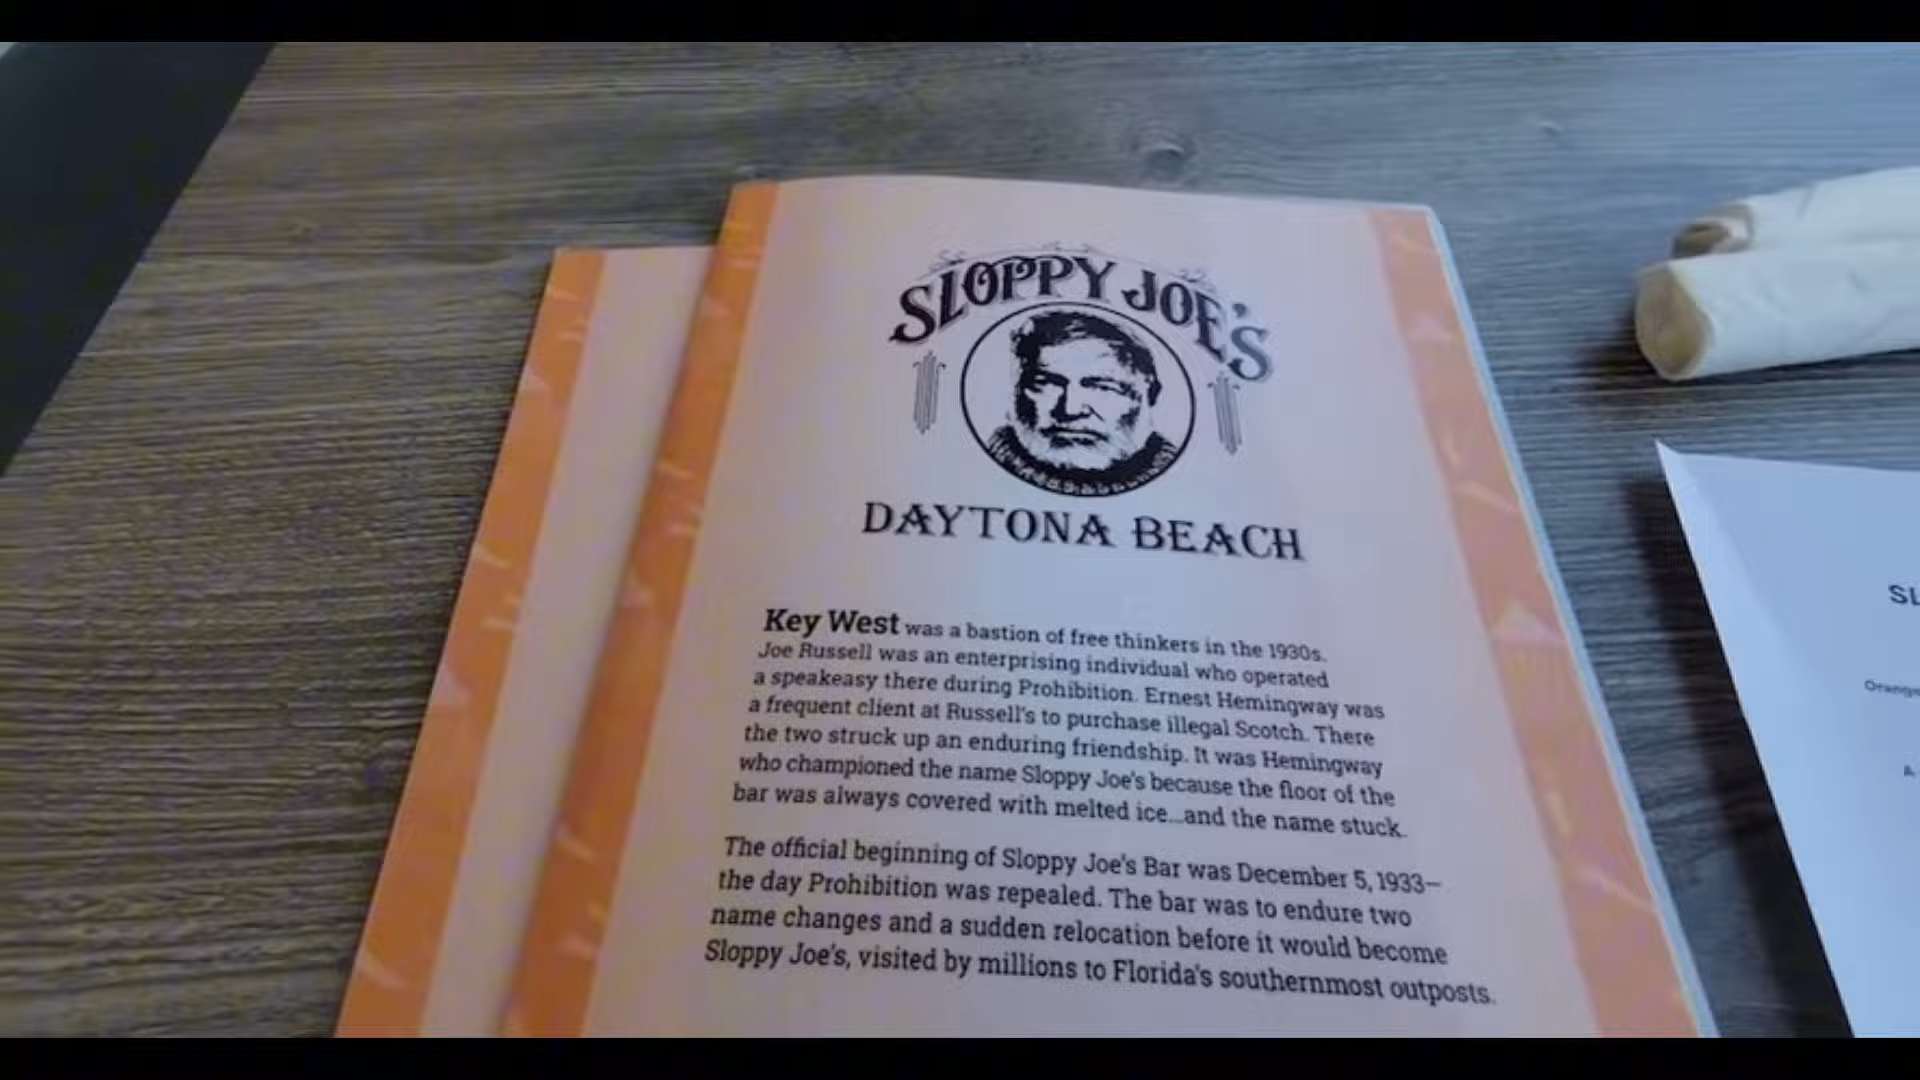 SLOPPY JOE'S
DAYTONA BEACH
Key West was a bastion of free thinkers in the 1930s.
Joe Russell was an enterprising individual who operated
a speakeasy there during Prohibition. Ernest Hemingway was
a frequent client at Russell's to purchase illegal Scotch. There
the two struck up an enduring friendship. It was Hemingway
who championed the name Sloppy Joe's because the floor of the
bar was always covered with melted ice...and the name stuck.
The official beginning of Sloppy Joe's Bar was December 5, 1933—
the day Prohibition was repealed. The bar was to endure two
name changes and a sudden relocation before it would become
Sloppy Joe's, visited by millions to Florida's southernmost outposts.
SL
Orange
A